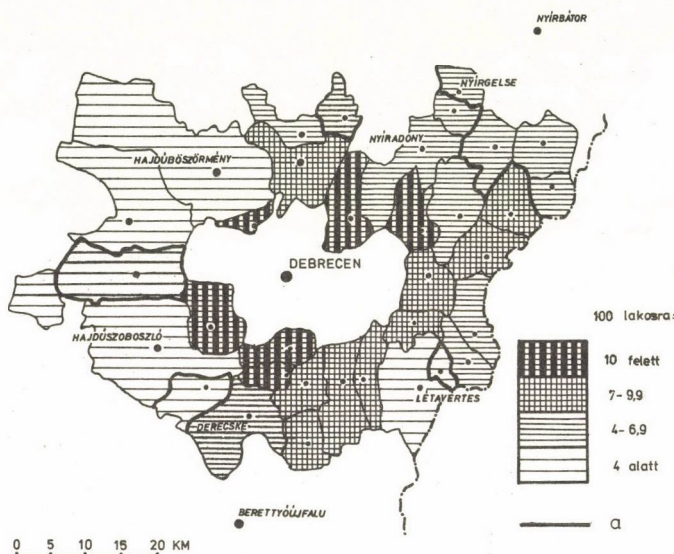 NYÍRBÁTOR
NYÍRGELSE
NYÍRADONY
HAJDÚBÖSZÖRMÉNY
DEBRECEN
100 lakosra:
HAJDÚSZOBOSZLÓ
10 felett
7-9,9
LÉTAVÉRTES
4-6,9
DERECSKE
4 alatt
BERETTYÓÚJFALU
a
0 5 10 15 20 KM